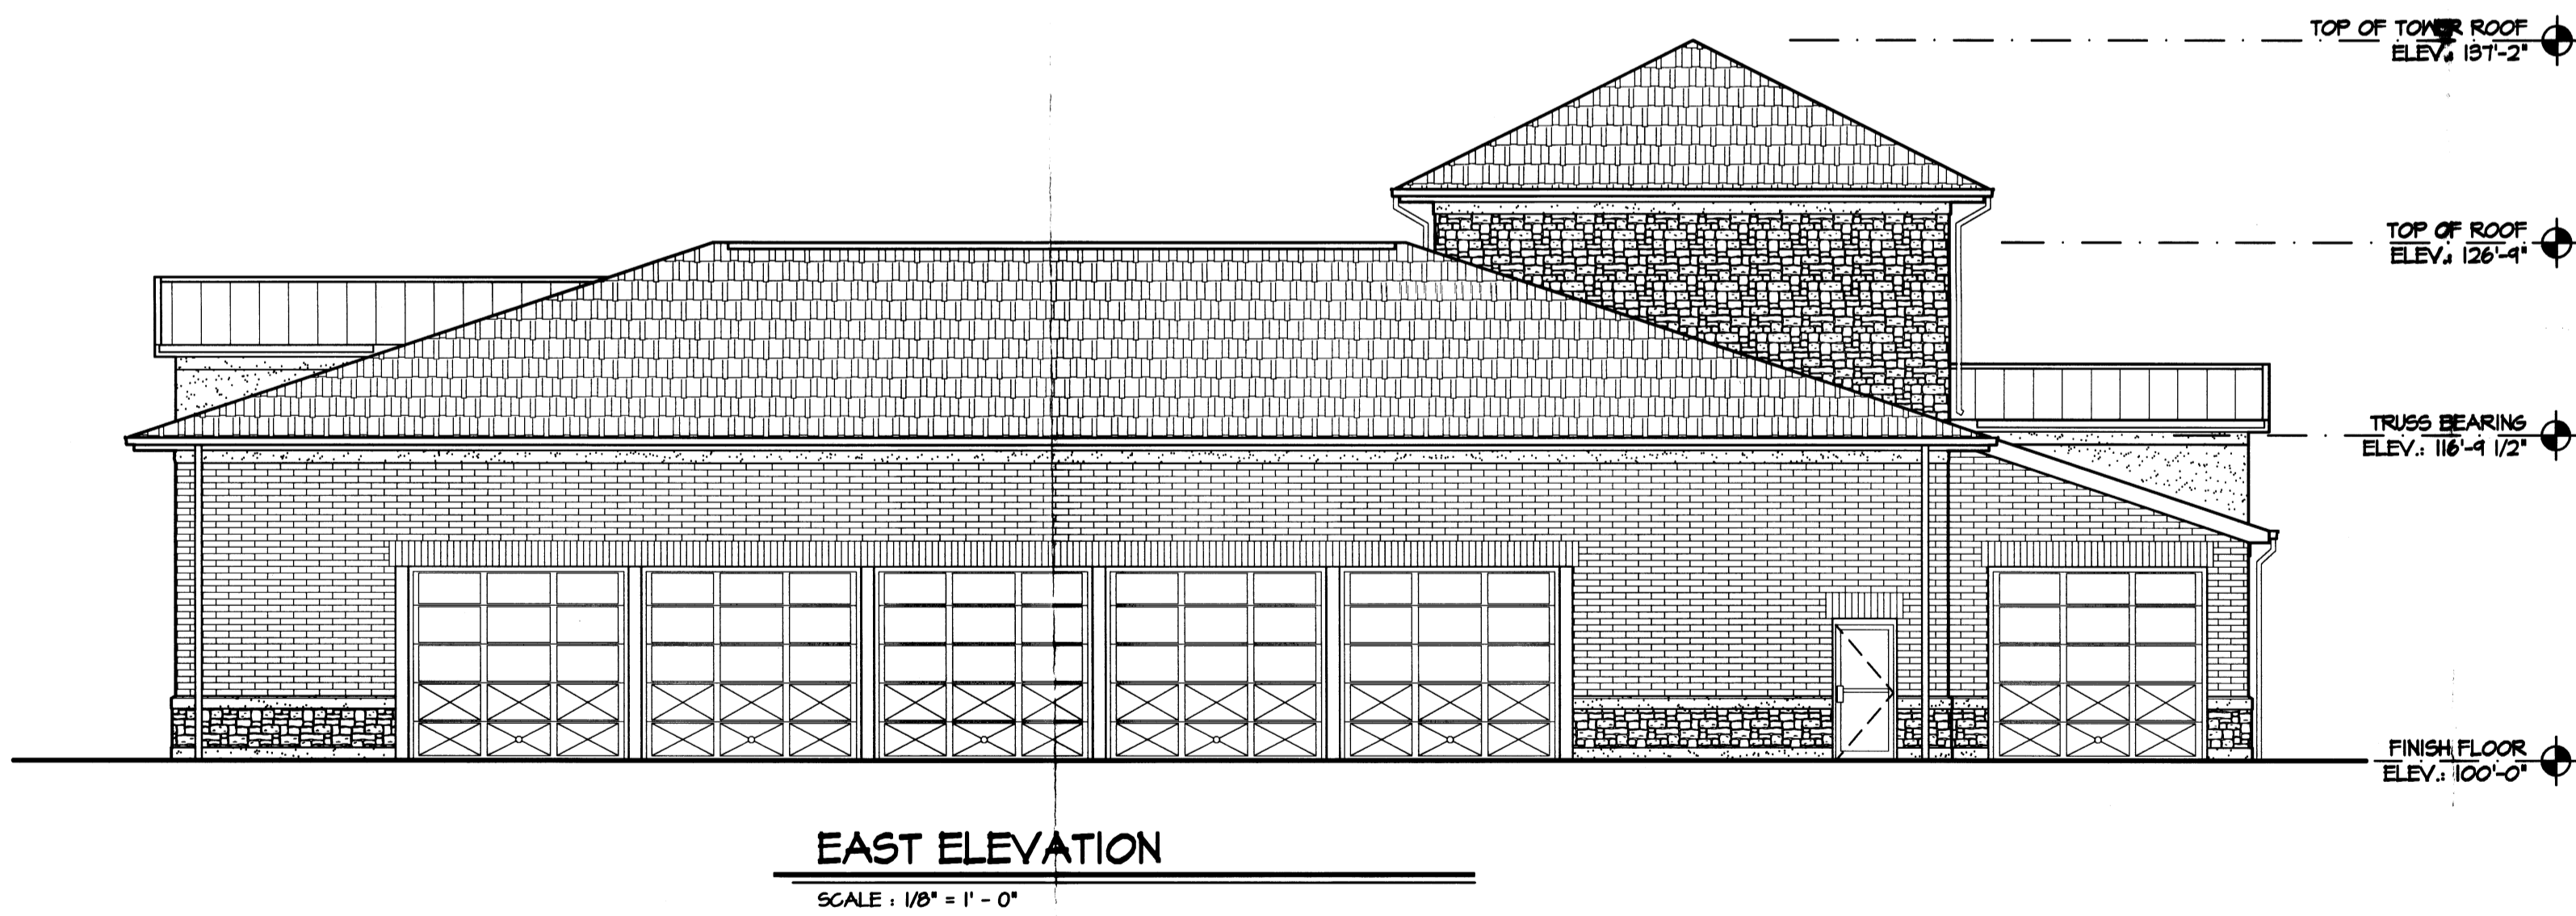 TOP OF TOWER ROOF
ELEV.: 137'-2"
TOP OF ROOF
ELEV.: 126'-9"
TRUSS BEARING
ELEV.: 116'-9 1/2"
FINISH FLOOR
ELEV.: 100'-0"
EAST ELEVATION
SCALE : 1/8" = 1' - 0"